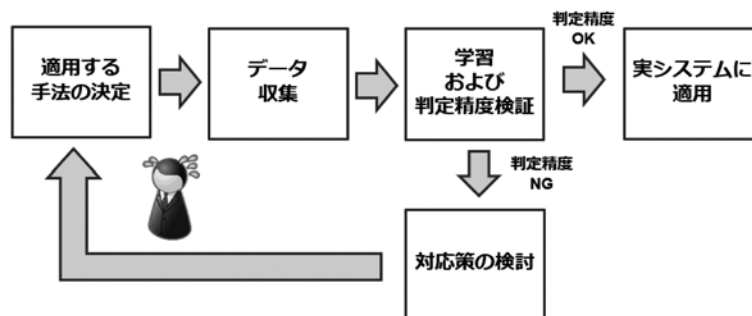 適用する
手法の決定
データ
収集
学習
および
判定精度検証
判定精度
OK
実システムに
適用
判定精度
NG
対応策の検討